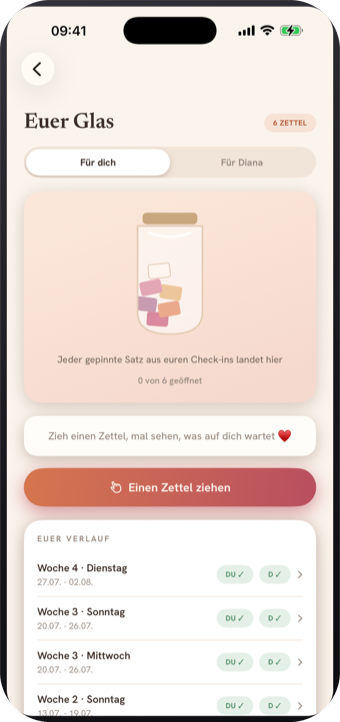 09:41
Euer Glas
6 ZETTEL
Für dich
Für Diana
Jeder gepinnte Satz aus euren Check-ins landet hier
0 von 6 geöffnet
Zieh einen Zettel, mal sehen, was auf dich wartet ❤️
Einen Zettel ziehen
EUER VERLAUF
Woche 4 · Dienstag
27.07. - 02.08.
DU ✓ D ✓
Woche 3 · Sonntag
20.07. - 26.07.
DU ✓ D ✓
Woche 3 · Mittwoch
20.07. - 26.07.
DU ✓ D ✓
Woche 2 · Sonntag
13.07. - 19.07.
DU ✓ D ✓